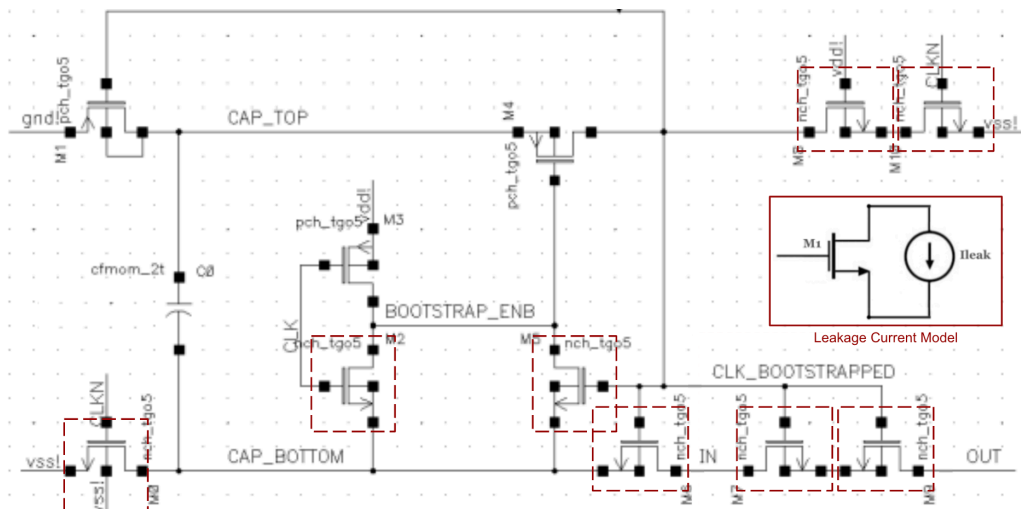 pch_tgo5
gnd!
M1
CAP_TOP
M4
pch_tgo5
nch_tgo5
vdd!
nch_tgo5
CLKN
vss!
M8
vdd!
M3
pch_tgo5
cfmom_2t
C0
CLK
BOOTSTRAP_ENB
M1
Ileak
Leakage Current Model
nch_tgo5
M2
M5
nch_tgo5
CLK_BOOTSTRAPPED
CLKN
nch_tgo5
vss!
vss!
M0
CAP_BOTTOM
nch_tgo5
M6
IN
nch_tgo5
M7
nch_tgo5
M9
OUT